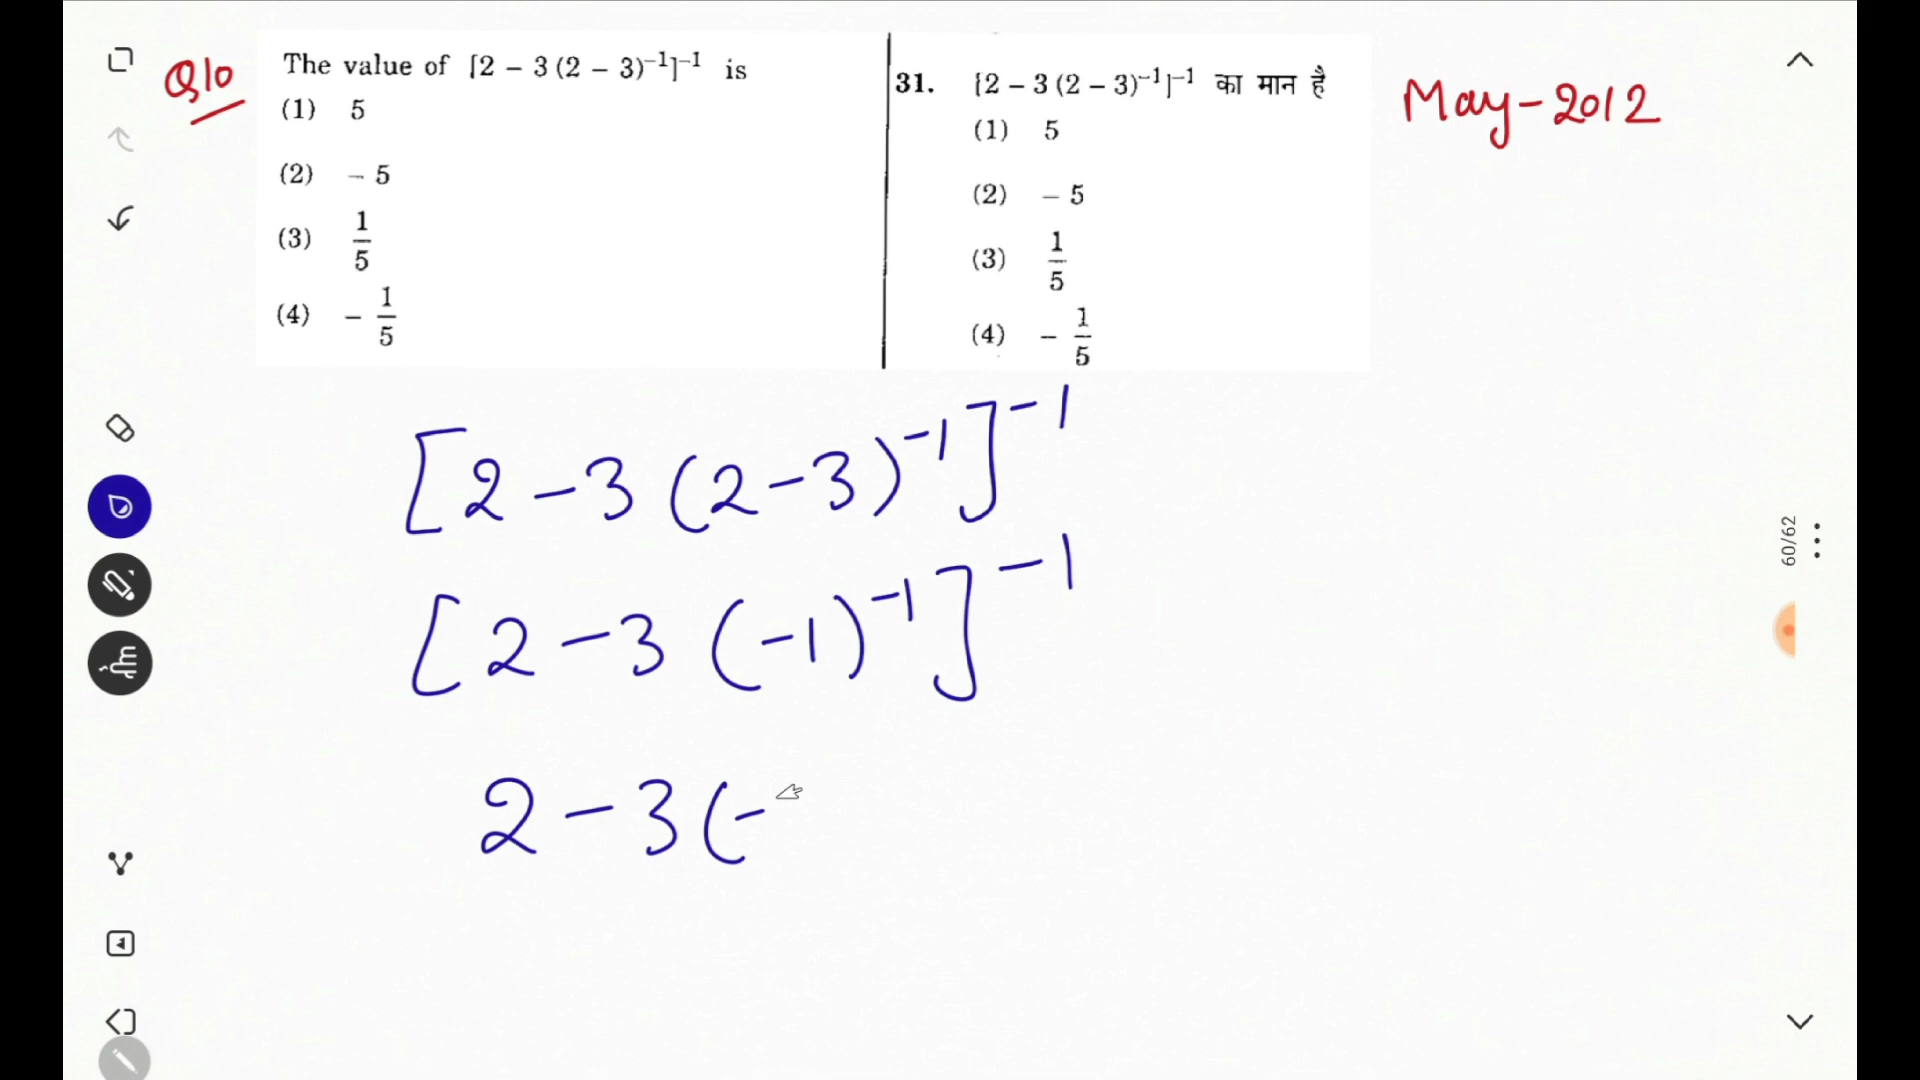 Q10
The value of [2 – 3 (2 – 3)⁻¹]⁻¹ is
(1) 5
(2) – 5
(3) 1/5
(4) – 1/5
31. [2 – 3 (2 – 3)⁻¹]⁻¹ का मान है
(1) 5
(2) – 5
(3) 1/5
(4) – 1/5
May-2012
[2 – 3 (2 – 3)⁻¹]⁻¹
[2 – 3 (-1)⁻¹]⁻¹
2 – 3 (-
60/62